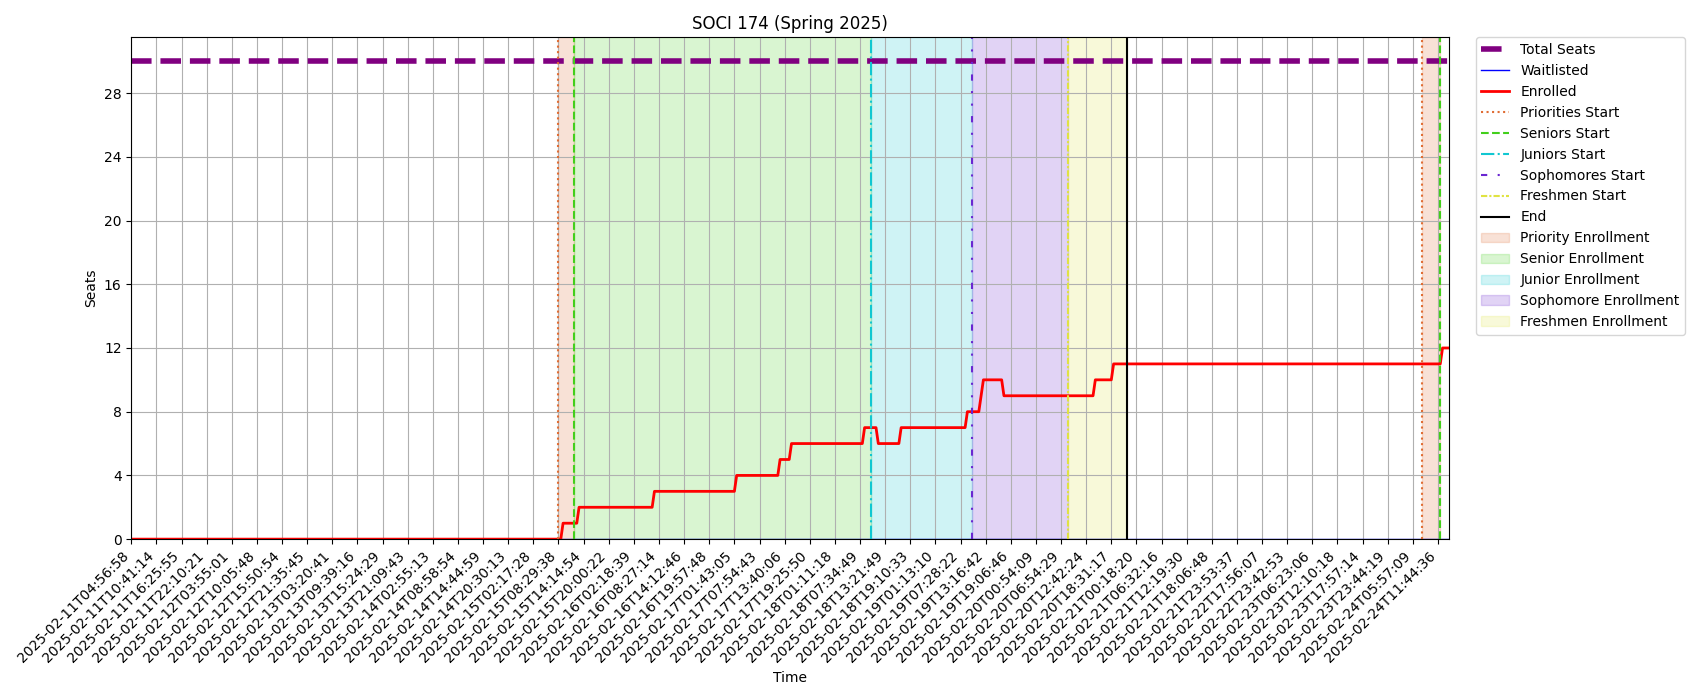 SOCI 174 (Spring 2025)
Seats
28
24
20
16
12
8
4
0
2025-02-11T04:56:58
2025-02-11T10:41:14
2025-02-11T16:25:55
2025-02-11T22:10:21
2025-02-12T03:55:01
2025-02-12T10:05:48
2025-02-12T15:50:54
2025-02-12T21:35:45
2025-02-13T03:20:41
2025-02-13T09:39:16
2025-02-13T15:24:29
2025-02-13T21:09:43
2025-02-14T02:55:13
2025-02-14T08:58:54
2025-02-14T14:44:59
2025-02-14T20:30:13
2025-02-15T02:17:28
2025-02-15T08:29:38
2025-02-15T14:14:54
2025-02-15T20:00:22
2025-02-16T02:18:39
2025-02-16T08:27:14
2025-02-16T14:12:46
2025-02-16T19:57:48
2025-02-17T01:43:05
2025-02-17T07:54:43
2025-02-17T13:40:06
2025-02-17T19:25:50
2025-02-18T01:11:18
2025-02-18T07:34:49
2025-02-18T13:21:49
2025-02-18T19:10:33
2025-02-19T01:13:10
2025-02-19T07:28:22
2025-02-19T13:16:42
2025-02-19T19:06:46
2025-02-20T00:54:09
2025-02-20T06:54:29
2025-02-20T12:42:24
2025-02-20T18:31:17
2025-02-21T00:18:20
2025-02-21T06:32:16
2025-02-21T12:19:30
2025-02-21T18:06:48
2025-02-21T23:53:37
2025-02-22T17:56:07
2025-02-22T23:42:53
2025-02-23T06:23:06
2025-02-23T12:10:18
2025-02-23T17:57:14
2025-02-23T23:44:19
2025-02-24T05:57:09
2025-02-24T11:44:36
Time
Total Seats
Waitlisted
Enrolled
Priorities Start
Seniors Start
Juniors Start
Sophomores Start
Freshmen Start
End
Priority Enrollment
Senior Enrollment
Junior Enrollment
Sophomore Enrollment
Freshmen Enrollment